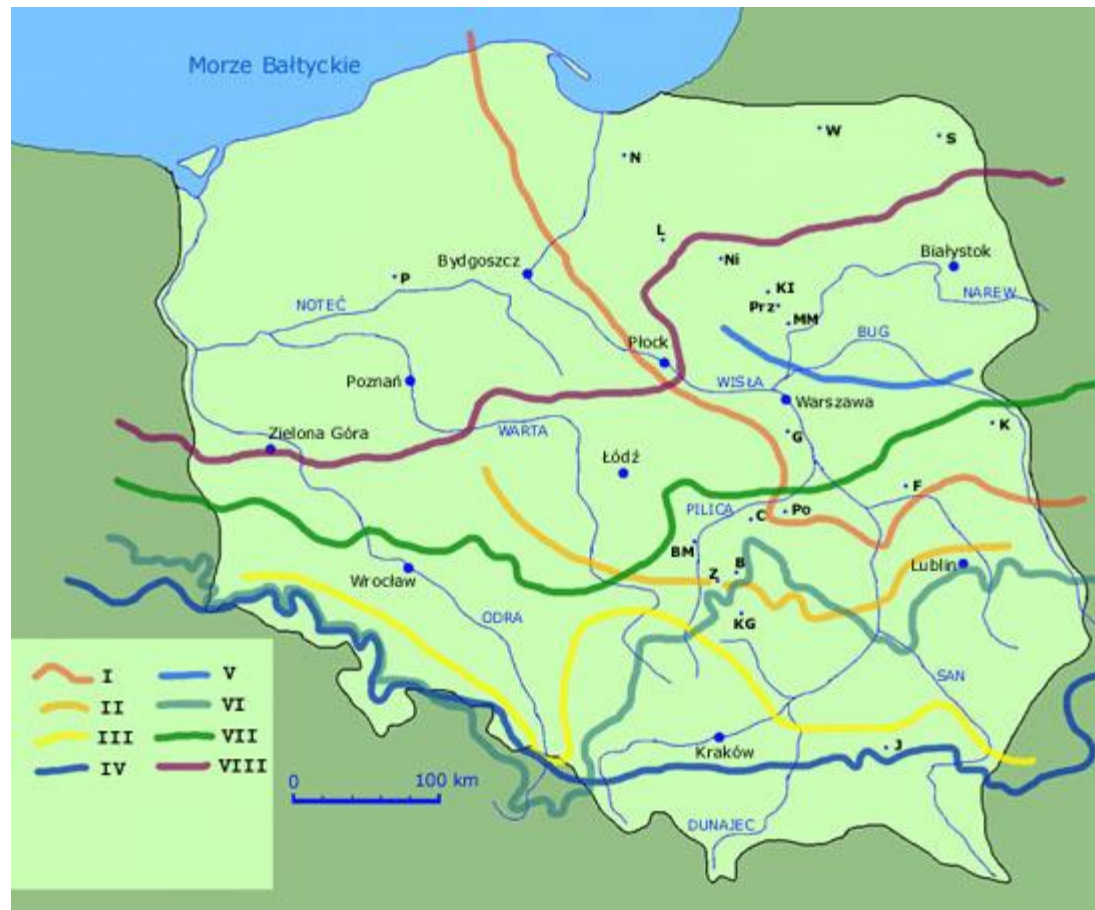 Morze Bałtyckie
W
S
N
L
Białystok
Bydgoszcz
Ni
P
KI
NAREW
NOTEĆ
Prz
MM
BUG
Płock
Poznań
WISŁA
Warszawa
Zielona Góra
WARTA
G
K
Łódź
F
PILICA
C
Po
BM
Wrocław
Z
B
Lublin
ODRA
KG
I
V
SAN
II
VI
III
VII
Kraków
J
IV
VIII
0
100 km
DUNAJEC